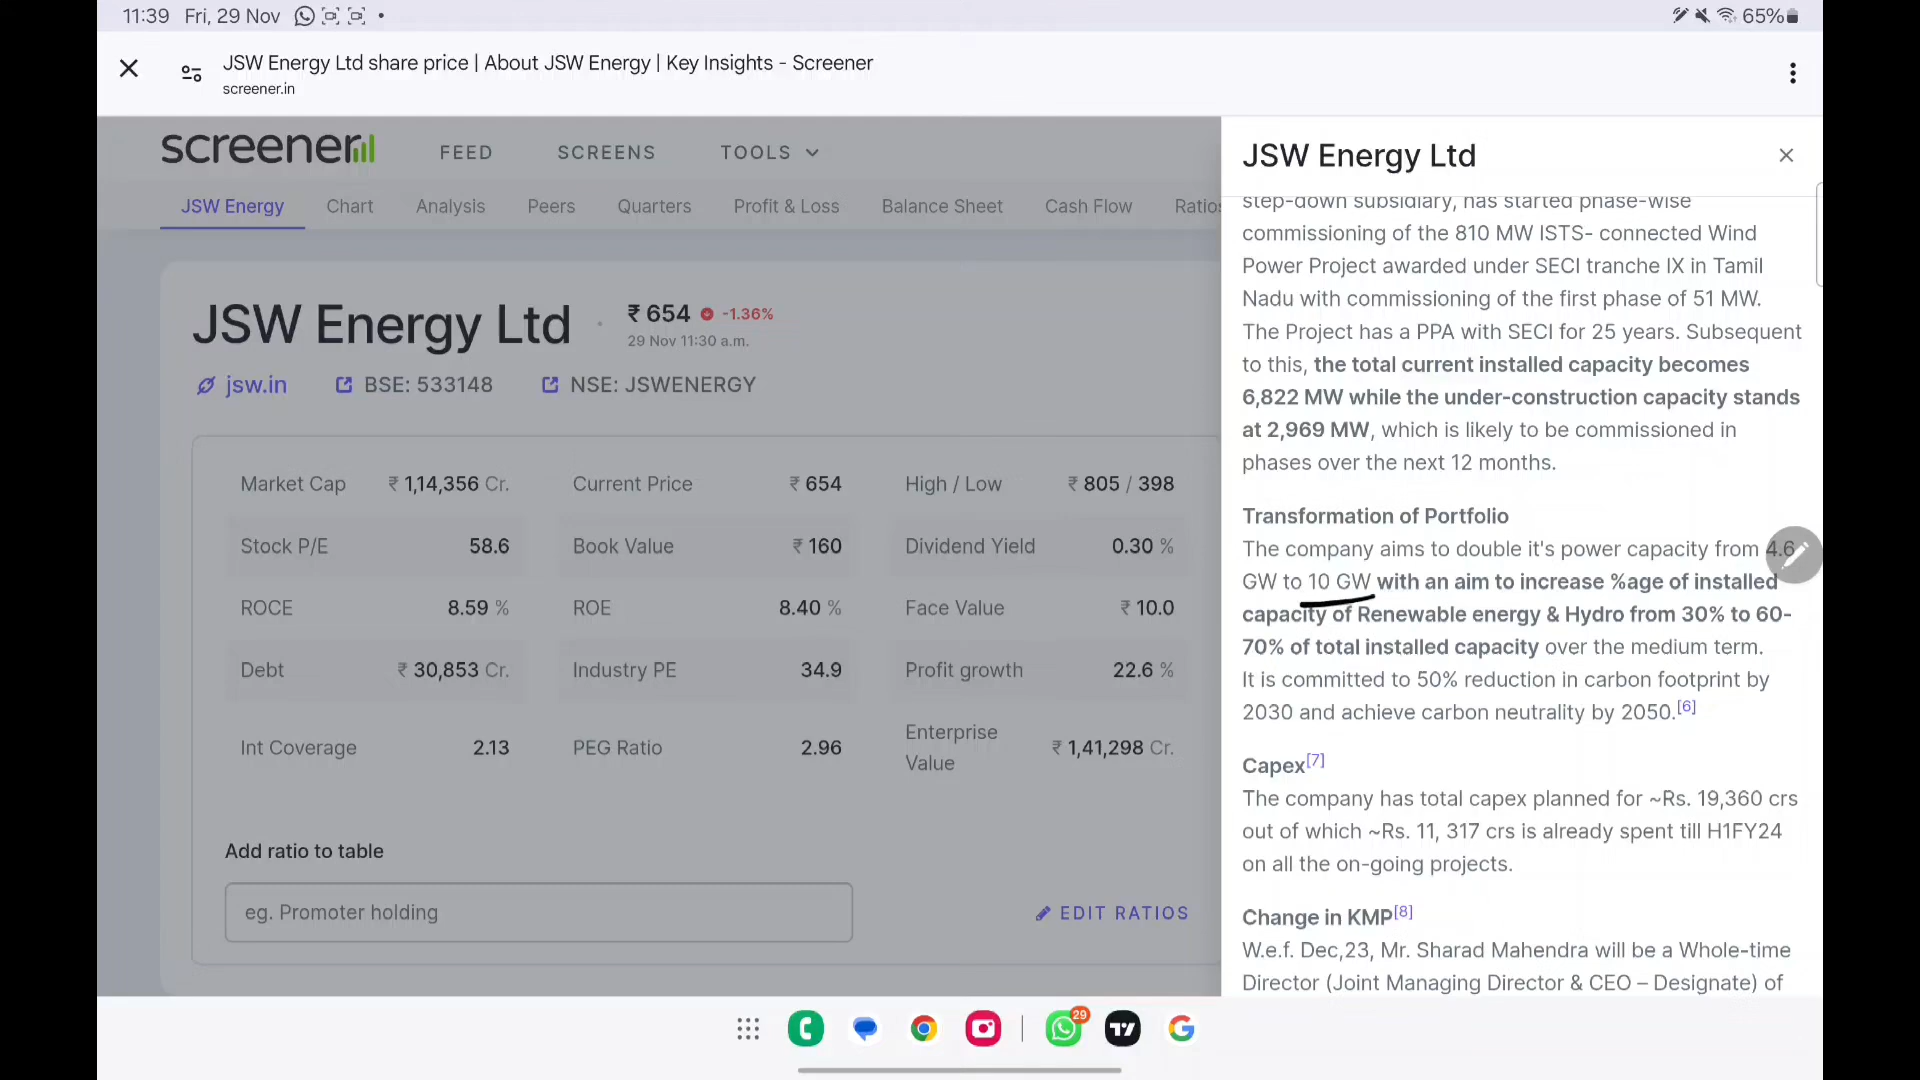 11:39 Fri, 29 Nov
65%
JSW Energy Ltd share price | About JSW Energy | Key Insights - Screener
screener.in
screener FEED SCREENS TOOLS
JSW Energy Chart Analysis Peers Quarters Profit & Loss Balance Sheet Cash Flow Ratios
JSW Energy Ltd
₹ 654 -1.36%
29 Nov 11:30 a.m.
jsw.in BSE: 533148 NSE: JSWENERGY
Market Cap ₹ 1,14,356 Cr. Current Price ₹ 654 High / Low ₹ 805 / 398
Stock P/E 58.6 Book Value ₹ 160 Dividend Yield 0.30 %
ROCE 8.59 % ROE 8.40 % Face Value ₹ 10.0
Debt ₹ 30,853 Cr. Industry PE 34.9 Profit growth 22.6 %
Int Coverage 2.13 PEG Ratio 2.96 Enterprise Value ₹ 1,41,298 Cr.
Add ratio to table
eg. Promoter holding
EDIT RATIOS
JSW Energy Ltd
step-down subsidiary, has started phase-wise
commissioning of the 810 MW ISTS- connected Wind
Power Project awarded under SECI tranche IX in Tamil
Nadu with commissioning of the first phase of 51 MW.
The Project has a PPA with SECI for 25 years. Subsequent
to this, the total current installed capacity becomes
6,822 MW while the under-construction capacity stands
at 2,969 MW, which is likely to be commissioned in
phases over the next 12 months.
Transformation of Portfolio
The company aims to double it's power capacity from 4.6
GW to 10 GW with an aim to increase %age of installed
capacity of Renewable energy & Hydro from 30% to 60-
70% of total installed capacity over the medium term.
It is committed to 50% reduction in carbon footprint by
2030 and achieve carbon neutrality by 2050.[6]
Capex[7]
The company has total capex planned for ~Rs. 19,360 crs
out of which ~Rs. 11, 317 crs is already spent till H1FY24
on all the on-going projects.
Change in KMP[8]
W.e.f. Dec,23, Mr. Sharad Mahendra will be a Whole-time
Director (Joint Managing Director & CEO – Designate) of
29